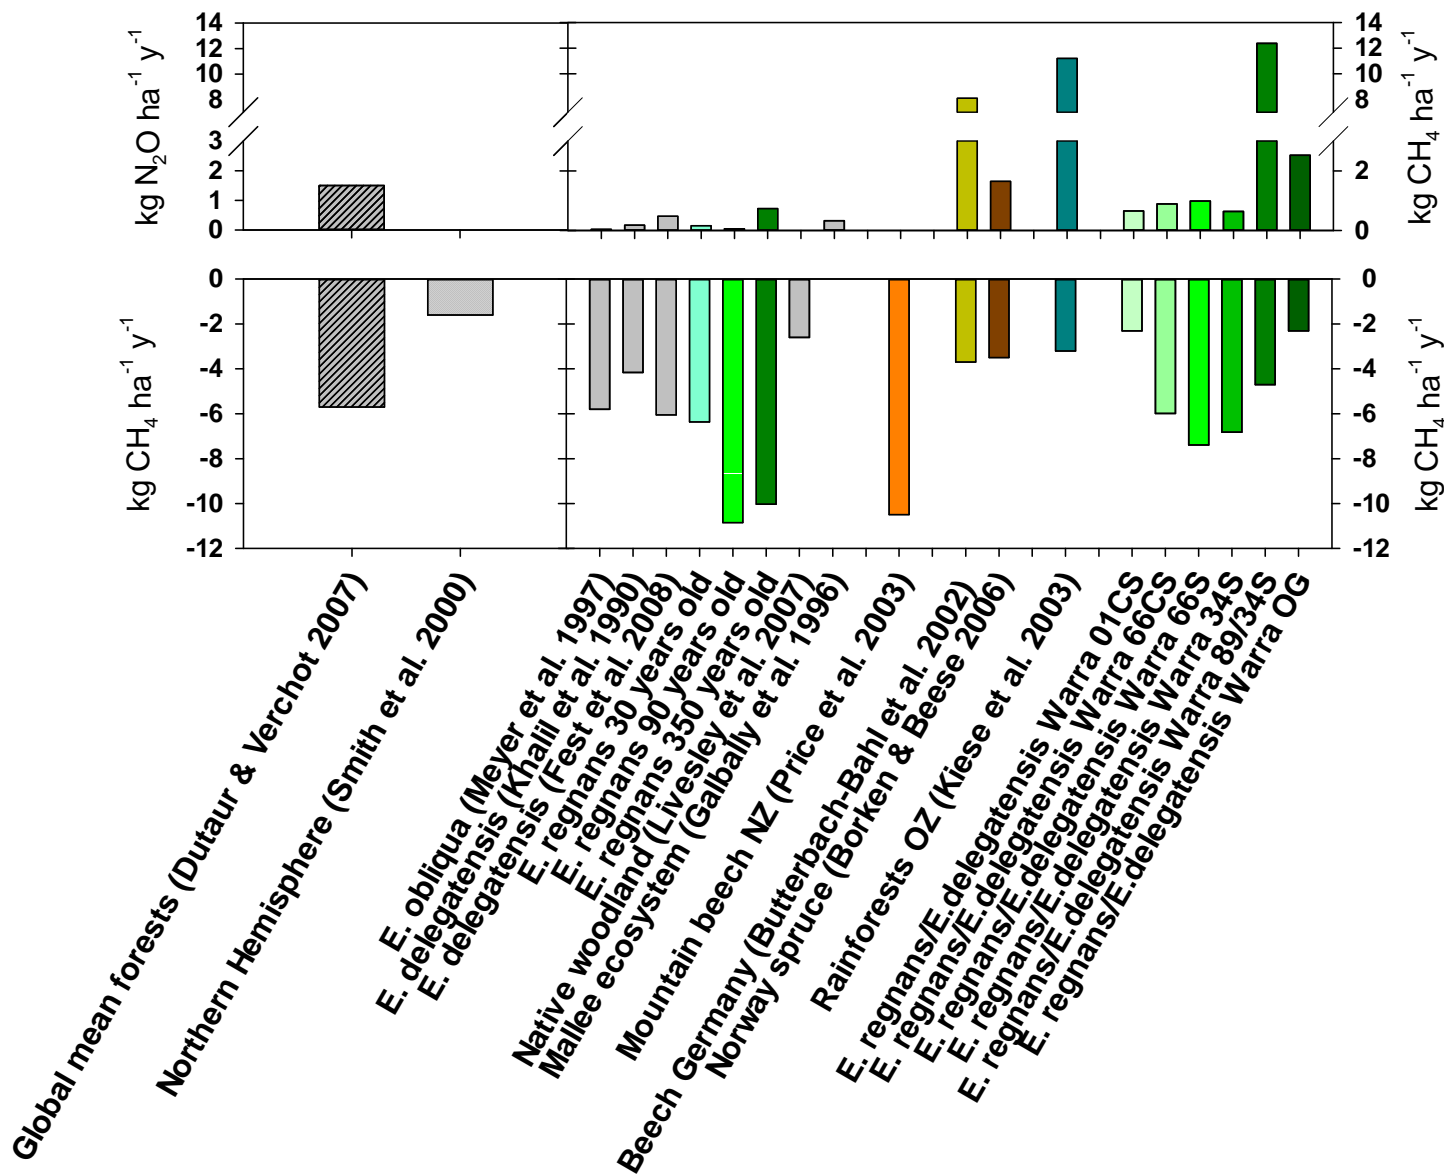 kg N2O ha-1 y-1
14
12
10
8
3
2
1
0
14
12
10
8
2
0
kg CH4 ha-1 y-1
kg CH4 ha-1 y-1
0
-2
-4
-6
-8
-10
-12
0
-2
-4
-6
-8
-10
-12
kg CH4 ha-1 y-1
Global mean forests (Dutaur & Verchot 2007)
Northern Hemisphere (Smith et al. 2000)
E. obliqua (Meyer et al. 1997)
E. delegatensis (Khalil et al. 1990)
E. delegatensis (Fest et al. 2008)
E. regnans 30 years old
E. regnans 90 years old
E. regnans 350 years old
Native woodland (Livesley et al. 2007)
Mallee ecosystem (Galbally et al. 1996)
Mountain beech NZ (Price et al. 2003)
Beech Germany (Butterbach-Bahl et al. 2002)
Norway spruce (Borken & Beese 2006)
Rainforests OZ (Kiese et al. 2003)
E. regnans/E.delegatensis Warra 01CS
E. regnans/E.delegatensis Warra 66CS
E. regnans/E.delegatensis Warra 66S
E. regnans/E.delegatensis Warra 34S
E. regnans/E.delegatensis Warra 89/34S
E. regnans/E.delegatensis Warra OG